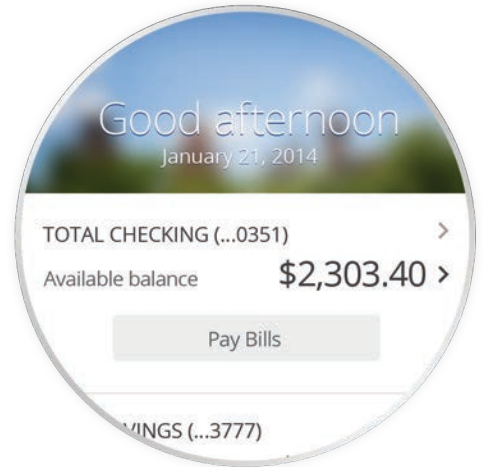 Good afternoon
January 21, 2014
TOTAL CHECKING (...0351)
Available balance $2,303.40
Pay Bills
VINGS (...3777)